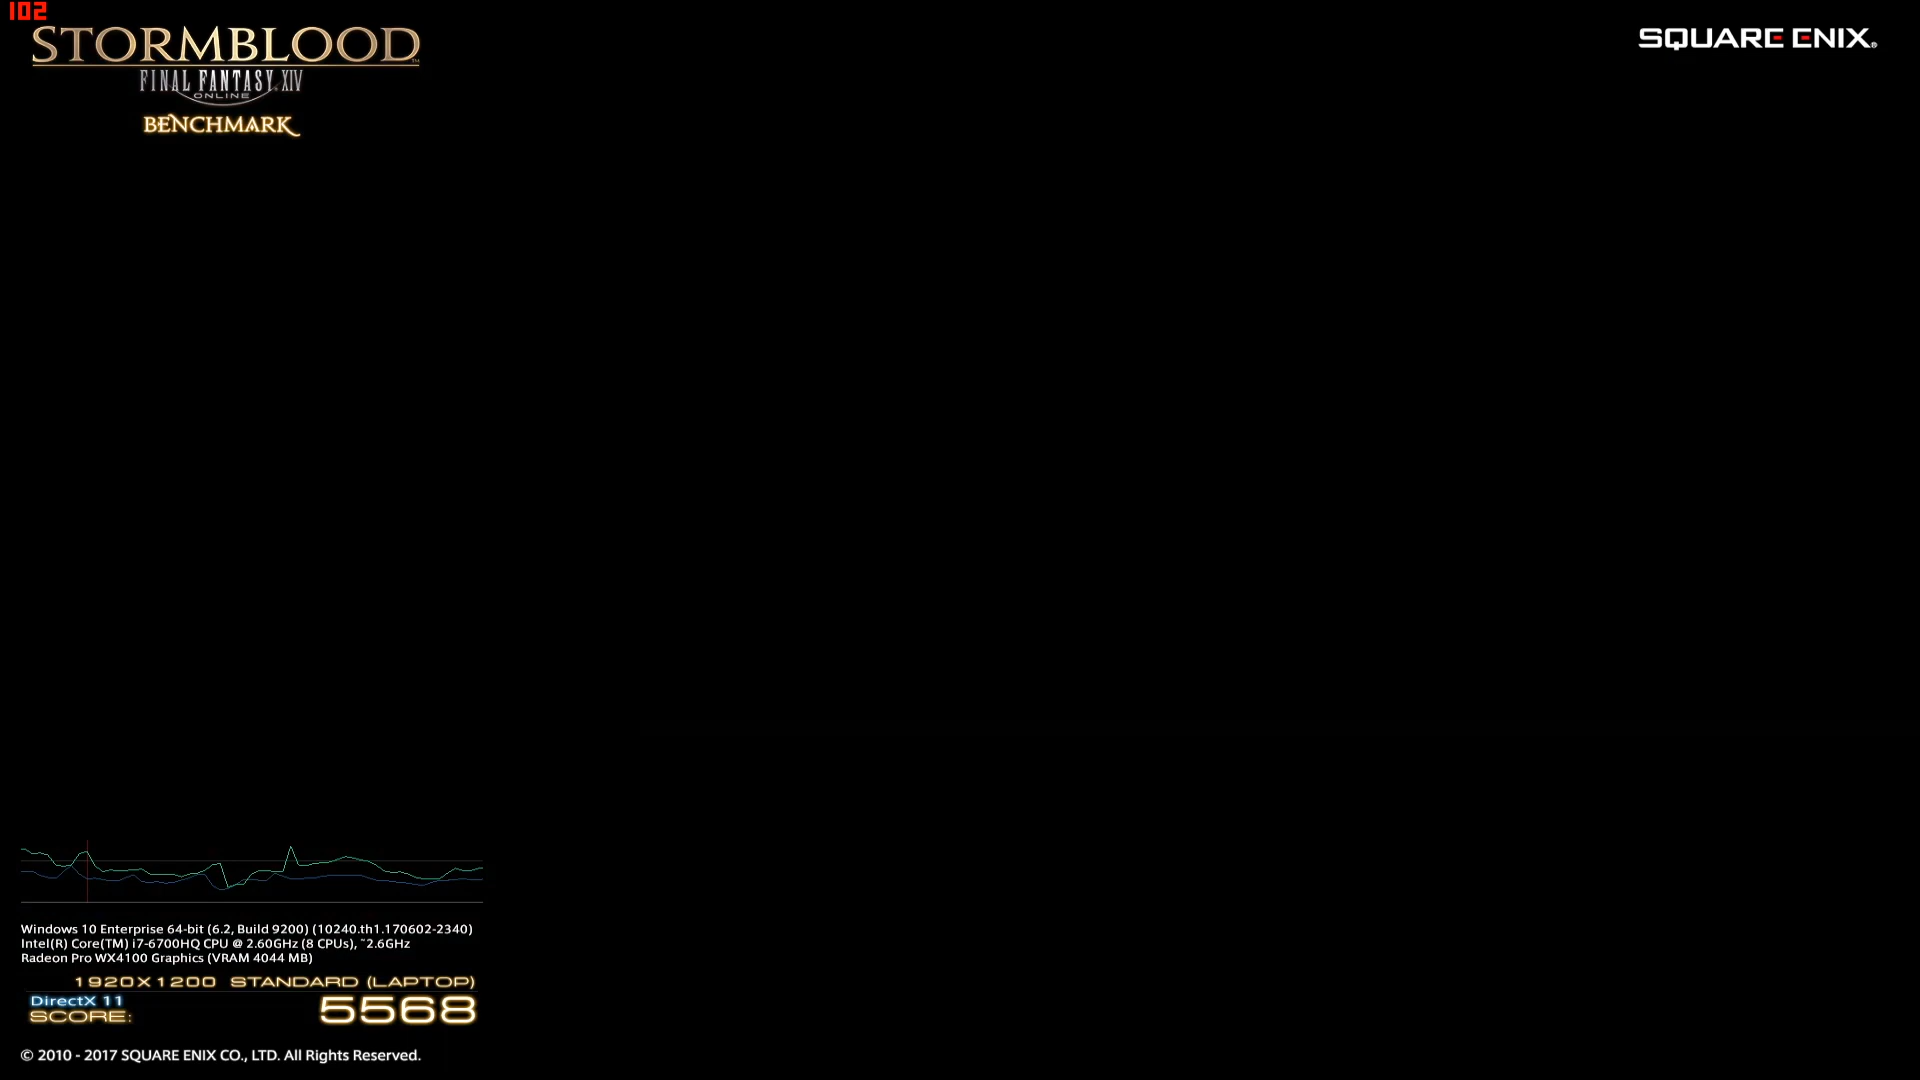 102
STORMBLOOD™
FINAL FANTASY. XIV
ONLINE
BENCHMARK
SQUARE ENIX®
Windows 10 Enterprise 64-bit (6.2, Build 9200) (10240.th1.170602-2340)
Intel(R) Core(TM) i7-6700HQ CPU @ 2.60GHz (8 CPUs), ~2.6GHz
Radeon Pro WX4100 Graphics (VRAM 4044 MB)
1920X1200 STANDARD (LAPTOP)
DirectX 11
SCORE: 5568
© 2010 - 2017 SQUARE ENIX CO., LTD. All Rights Reserved.